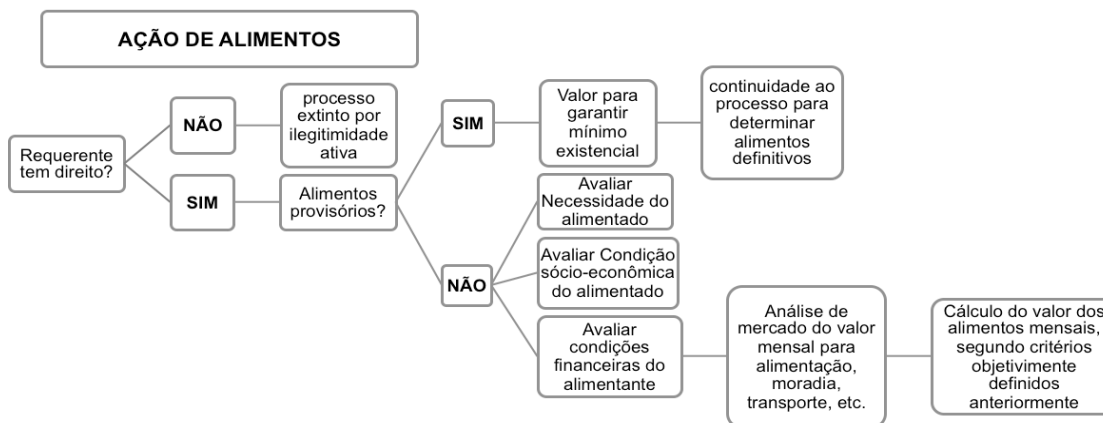 AÇÃO DE ALIMENTOS
Requerente
tem direito?
NÃO
processo
extinto por
ilegitimidade
ativa
SIM
Alimentos
provisórios?
SIM
Valor para
garantir
mínimo
existencial
continuidade ao
processo para
determinar
alimentos
definitivos
NÃO
Avaliar
Necessidade do
alimentado
Avaliar Condição
sócio-econômica
do alimentado
Avaliar
condições
financeiras do
alimentante
Análise de
mercado do valor
mensal para
alimentação,
moradia,
transporte, etc.
Cálculo do valor dos
alimentos mensais,
segundo critérios
objetivimente
definidos
anteriormente